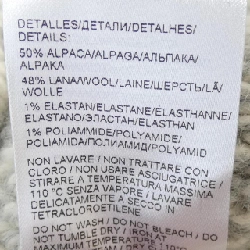 DETALLES/ДЕТАЛИ/DETALHES/
DETAILS:
50% ALPACA/ALPAGA/АЛЬПАКА/
ALPAKA
48% LANA/WOOL/LAINE/ШЕРСТЬ/LÃ/
WOLLE
1% ELASTAN/ELASTANE/ÉLASTHANNE/
ELASTANO/ЭЛАСТАН/ELASTHAN
1% POLIAMMIDE/POLYAMIDE/
POLIAMIDA/ПОЛИАМИД/POLYAMID
NON LAVARE / NON TRATTARE CON
CLORO / NON USARE ASCIUGATRICE /
STIRARE A TEMPERATURA MASSIMA
110 °C SENZA VAPORE / LAVARE
DELICATAMENTE A SECCO IN
TETRACLOROETILENE
DO NOT WASH / DO NOT BLEACH / DO
NOT TUMBLE DRY / IRON AT
MAXIMUM TEMPERATURE